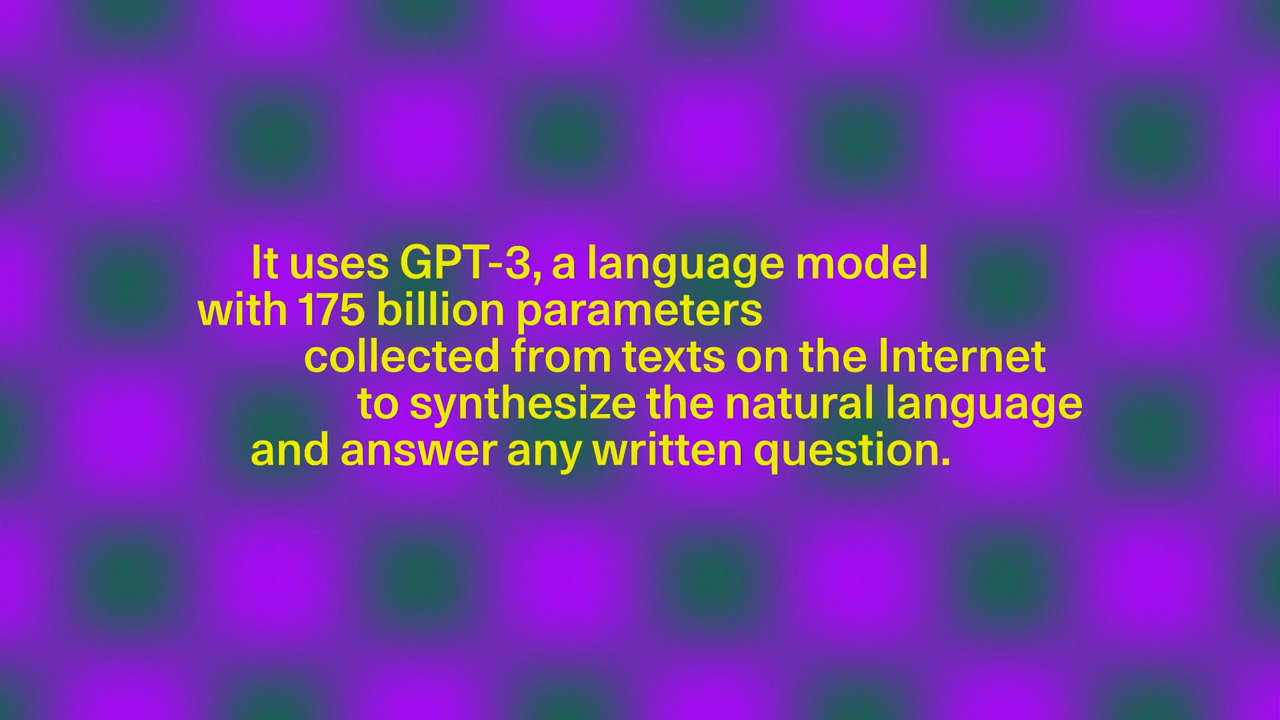 It uses GPT-3, a language model
with 175 billion parameters
collected from texts on the Internet
to synthesize the natural language
and answer any written question.